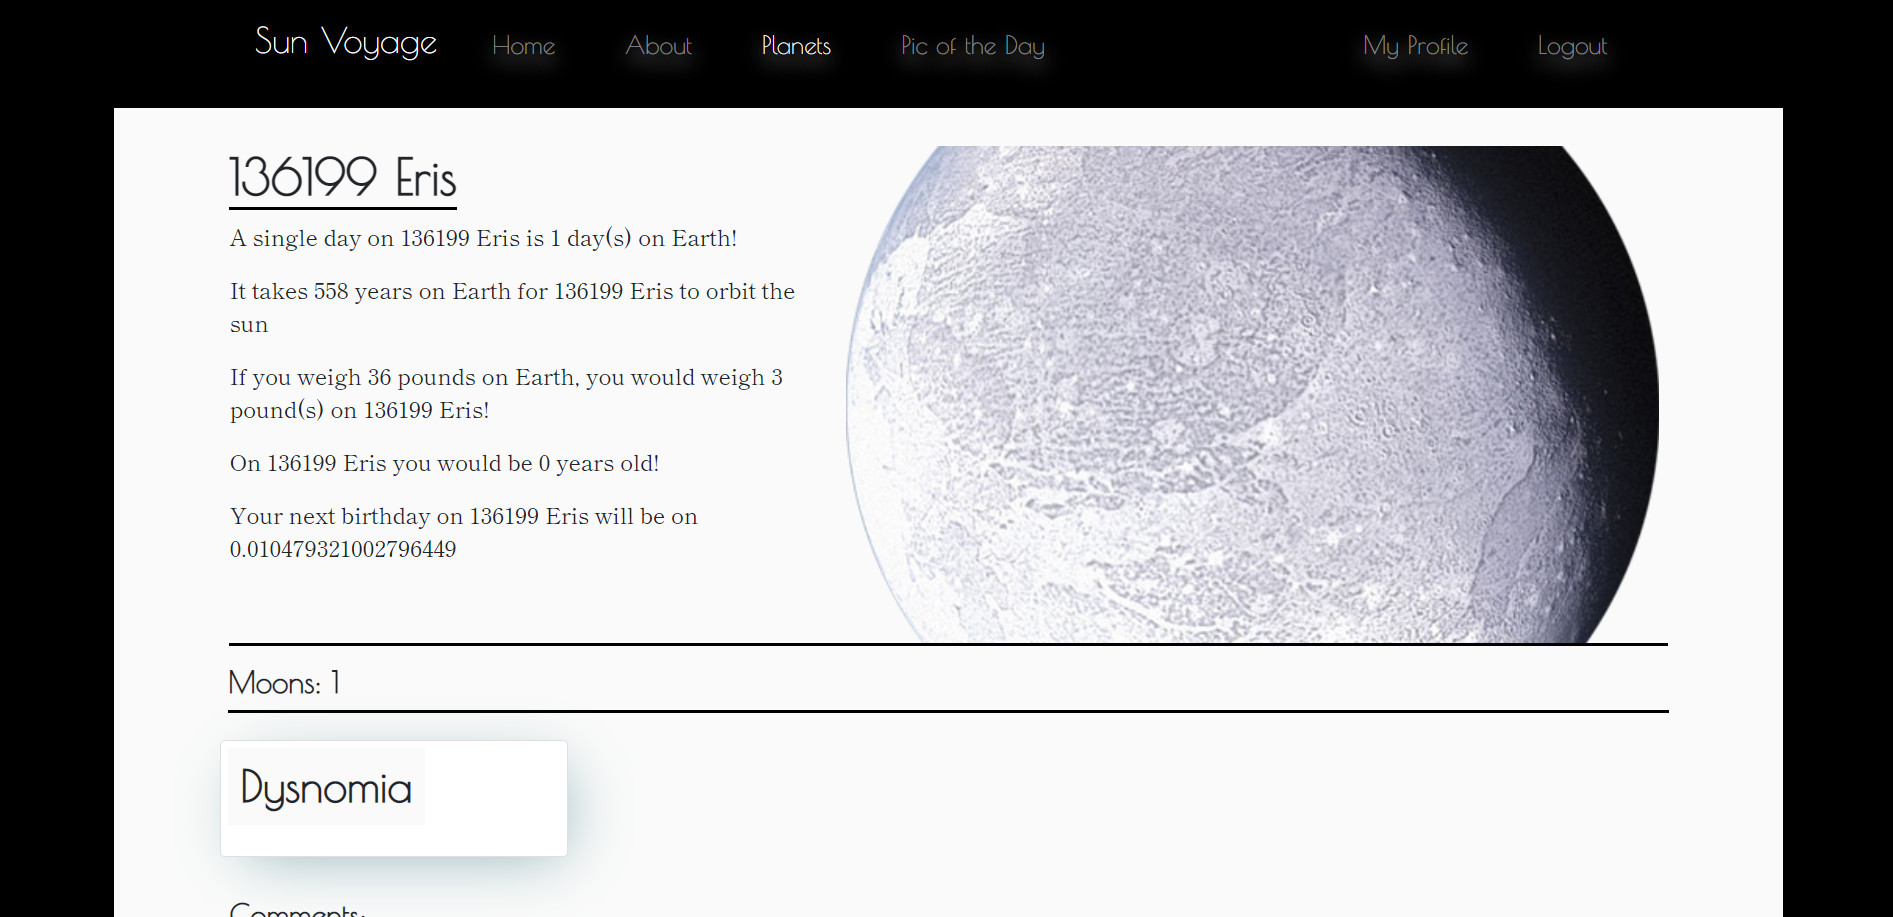 Sun Voyage Home About Planets Pic of the Day My Profile Logout
136199 Eris
A single day on 136199 Eris is 1 day(s) on Earth!
It takes 558 years on Earth for 136199 Eris to orbit the
sun
If you weigh 36 pounds on Earth, you would weigh 3
pound(s) on 136199 Eris!
On 136199 Eris you would be 0 years old!
Your next birthday on 136199 Eris will be on
0.010479321002796449
Moons: 1
Dysnomia
Comments: